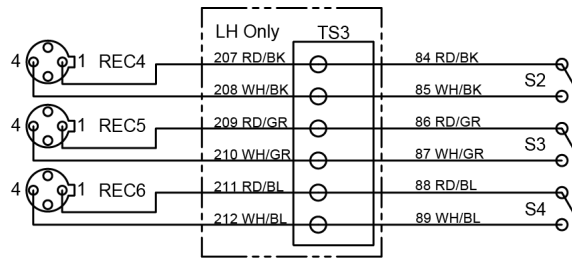 LH Only TS3
4 1 REC4 207 RD/BK 84 RD/BK
208 WH/BK 85 WH/BK S2
4 1 REC5 209 RD/GR 86 RD/GR
210 WH/GR 87 WH/GR S3
4 1 REC6 211 RD/BL 88 RD/BL
212 WH/BL 89 WH/BL S4